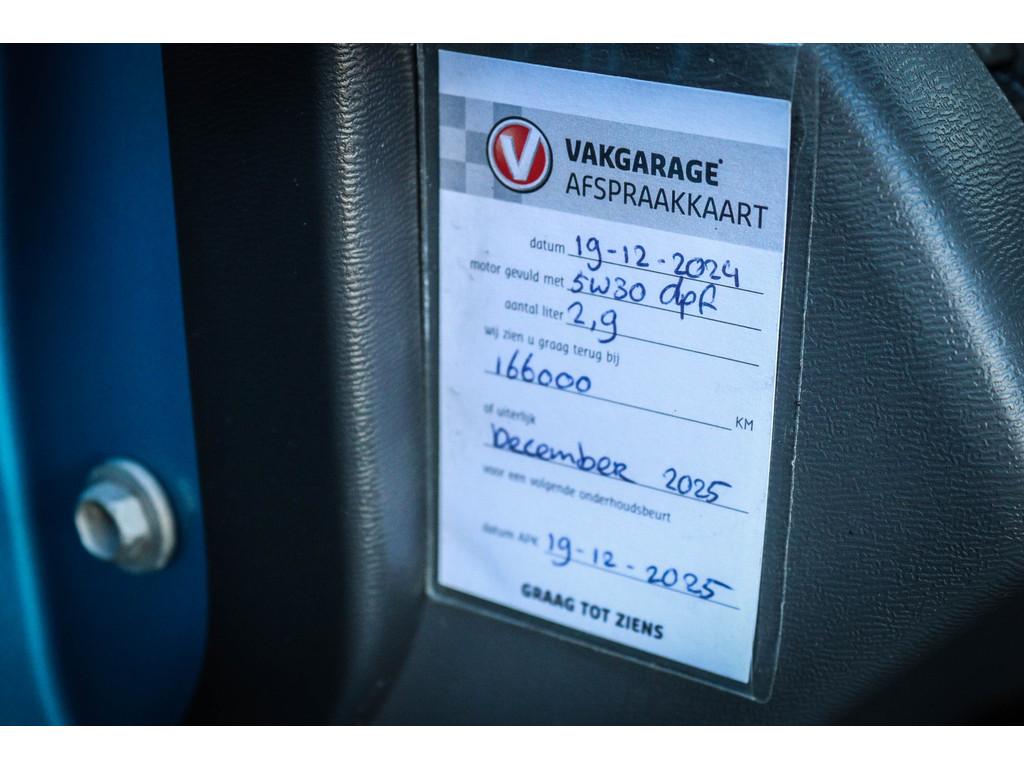 V
VAKGARAGE
AFSPRAAKKAART
datum 19-12-2024
motor gevuld met 5W30 dpf
aantal liter 2,9
wij zien u graag terug bij
166000 KM
of uiterlijk
December 2025
voor een volgende onderhoudsbeurt
datum APK 19-12-2025
GRAAG TOT ZIENS